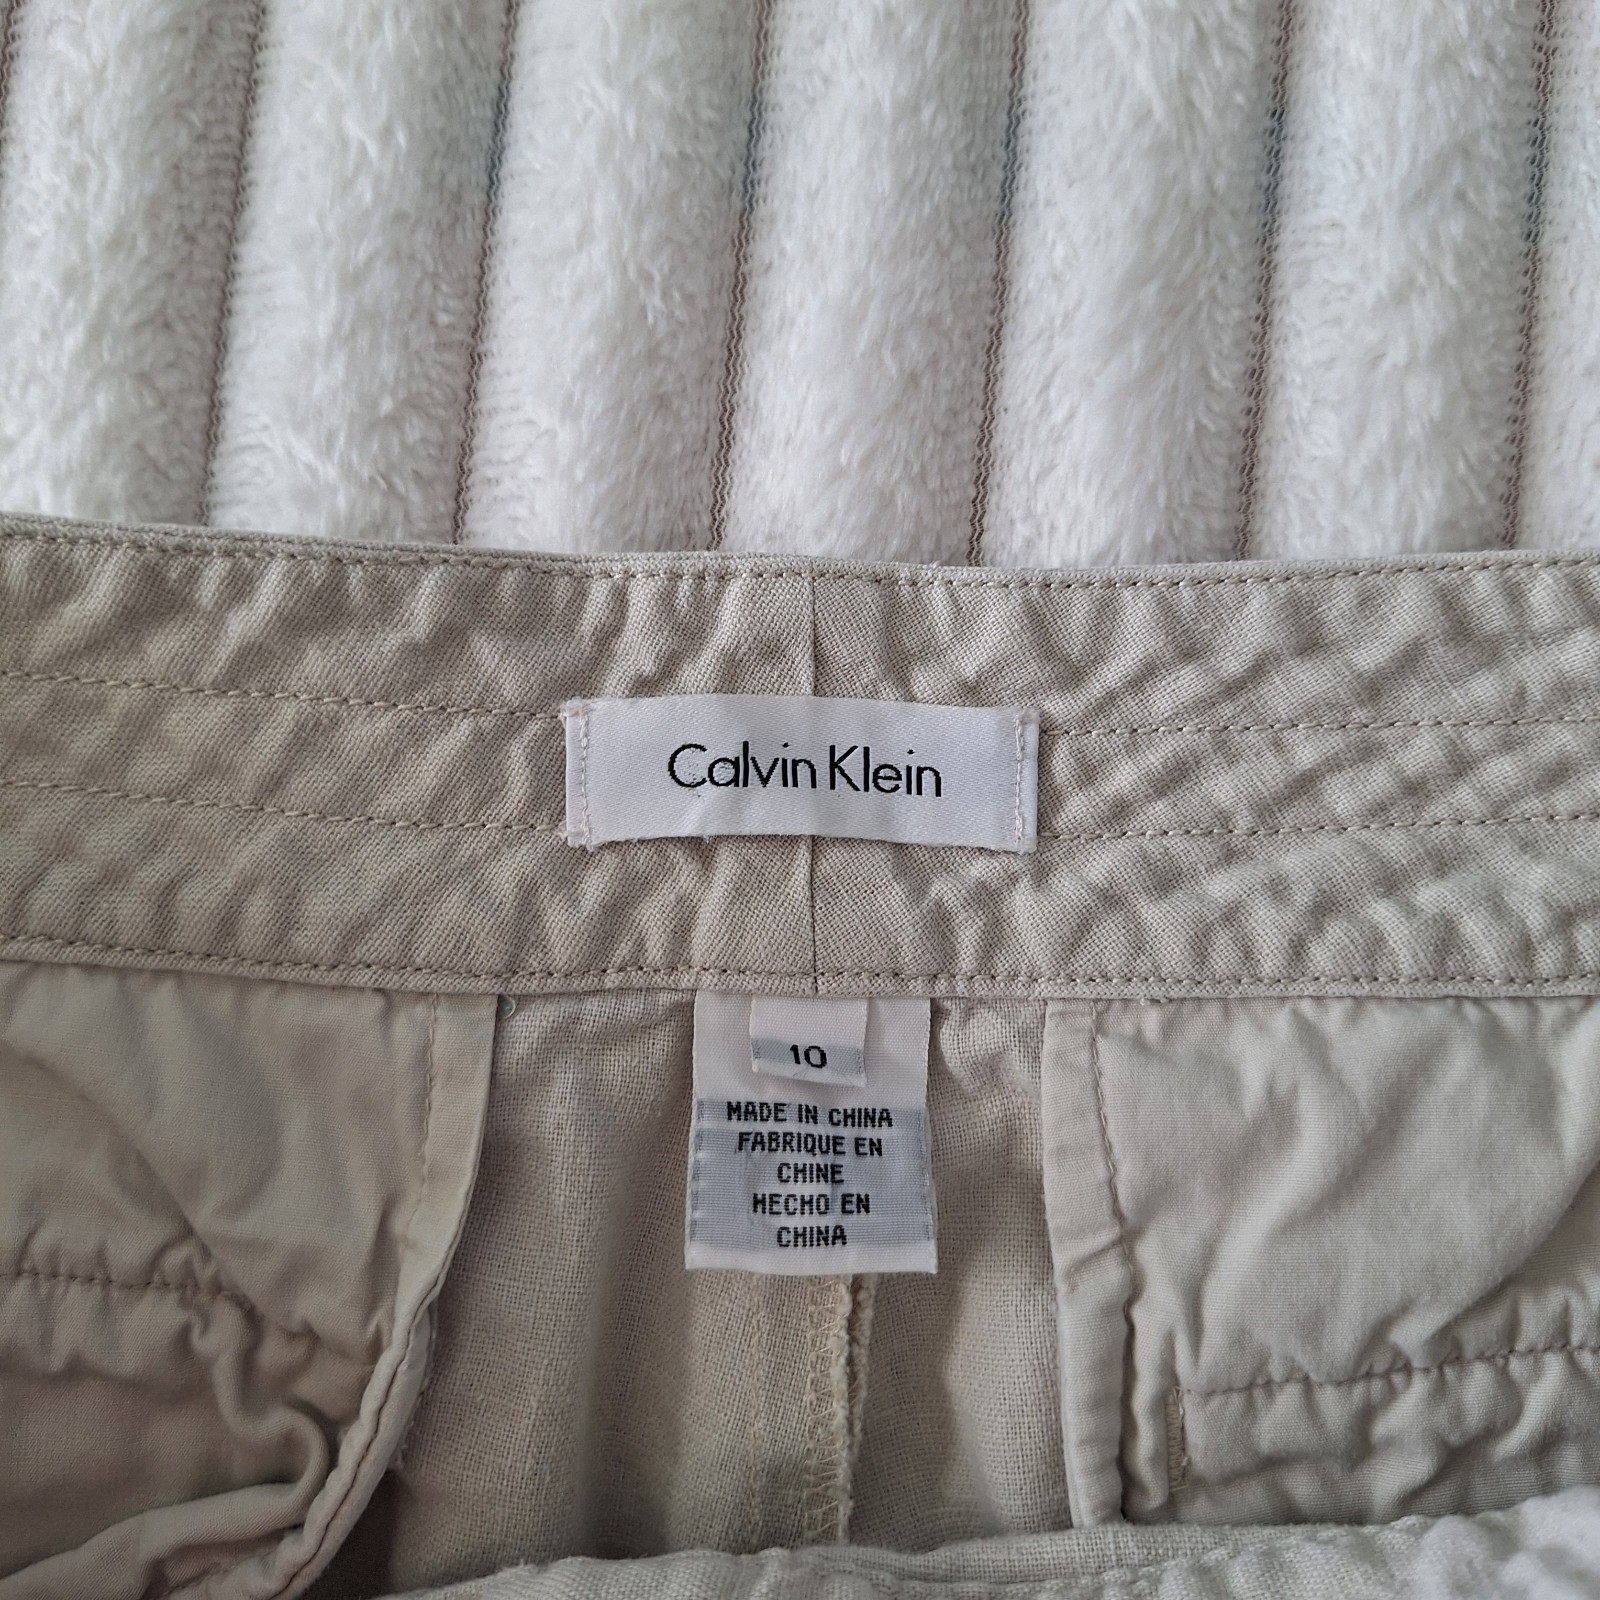 Calvin Klein
10
MADE IN CHINA
FABRIQUE EN
CHINE
HECHO EN
CHINA